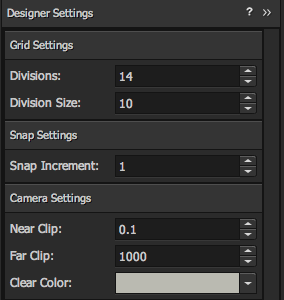 Designer Settings ? »
Grid Settings
Divisions: 14
Division Size: 10
Snap Settings
Snap Increment: 1
Camera Settings
Near Clip: 0.1
Far Clip: 1000
Clear Color: